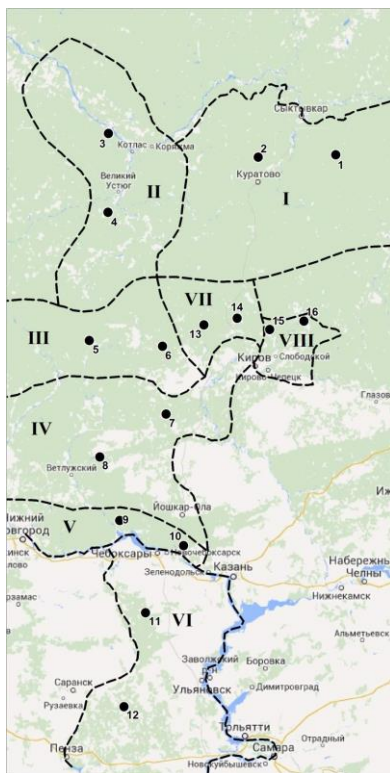 Сыктывкар
3
Котлас
Коряжма
2
1
Куратово
Великий
Устюг
II
I
4
VII
14
16
13
15
III
5
6
VIII
Киров
Слободской
Кирово-Чепецк
7
IV
Глазов
8
Ветлужский
Йошкар-Ола
V
9
Нижний
Новгород
10
Чебоксары
Новочебоксарск
Зеленодольск
Казань
Набережные
Челны
Нижнекамск
11
VI
Альметьевск
Заволжский
р-н
Боровка
Ульяновск
Саранск
Рузаевка
Димитровград
12
Тольятти
Отрадный
Пенза
Самара
Новокуйбышевск